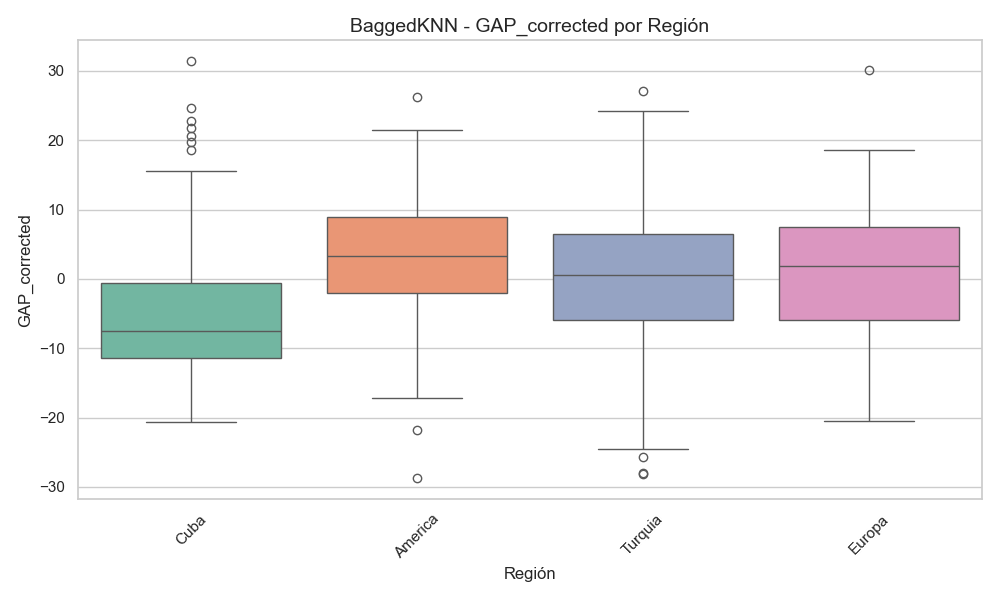 BaggedKNN - GAP_corrected por Región
GAP_corrected
30
20
10
0
−10
−20
−30
Cuba
America
Turquia
Europa
Región